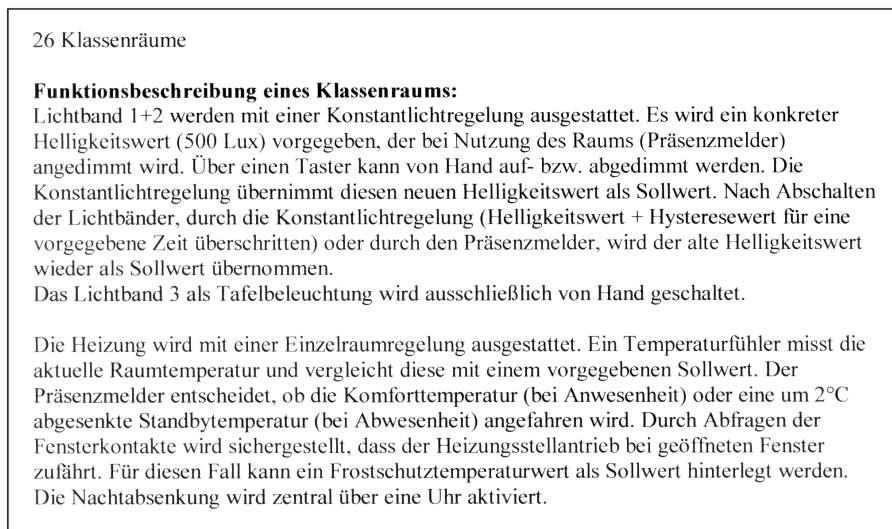 26 Klassenräume
Funktionsbeschreibung eines Klassenraums:
Lichtband 1+2 werden mit einer Konstantlichtregelung ausgestattet. Es wird ein konkreter
Helligkeitswert (500 Lux) vorgegeben, der bei Nutzung des Raums (Präsenzmelder)
angedimmt wird. Über einen Taster kann von Hand auf- bzw. abgedimmt werden. Die
Konstantlichtregelung übernimmt diesen neuen Helligkeitswert als Sollwert. Nach Abschalten
der Lichtbänder, durch die Konstantlichtregelung (Helligkeitswert + Hysteresewert für eine
vorgegebene Zeit überschritten) oder durch den Präsenzmelder, wird der alte Helligkeitswert
wieder als Sollwert übernommen.
Das Lichtband 3 als Tafelbeleuchtung wird ausschließlich von Hand geschaltet.
Die Heizung wird mit einer Einzelraumregelung ausgestattet. Ein Temperaturfühler misst die
aktuelle Raumtemperatur und vergleicht diese mit einem vorgegebenen Sollwert. Der
Präsenzmelder entscheidet, ob die Komforttemperatur (bei Anwesenheit) oder eine um 2°C
abgesenkte Standbytemperatur (bei Abwesenheit) angefahren wird. Durch Abfragen der
Fensterkontakte wird sichergestellt, dass der Heizungsstellantrieb bei geöffneten Fenster
zufährt. Für diesen Fall kann ein Frostschutztemperaturwert als Sollwert hinterlegt werden.
Die Nachtabsenkung wird zentral über eine Uhr aktiviert.